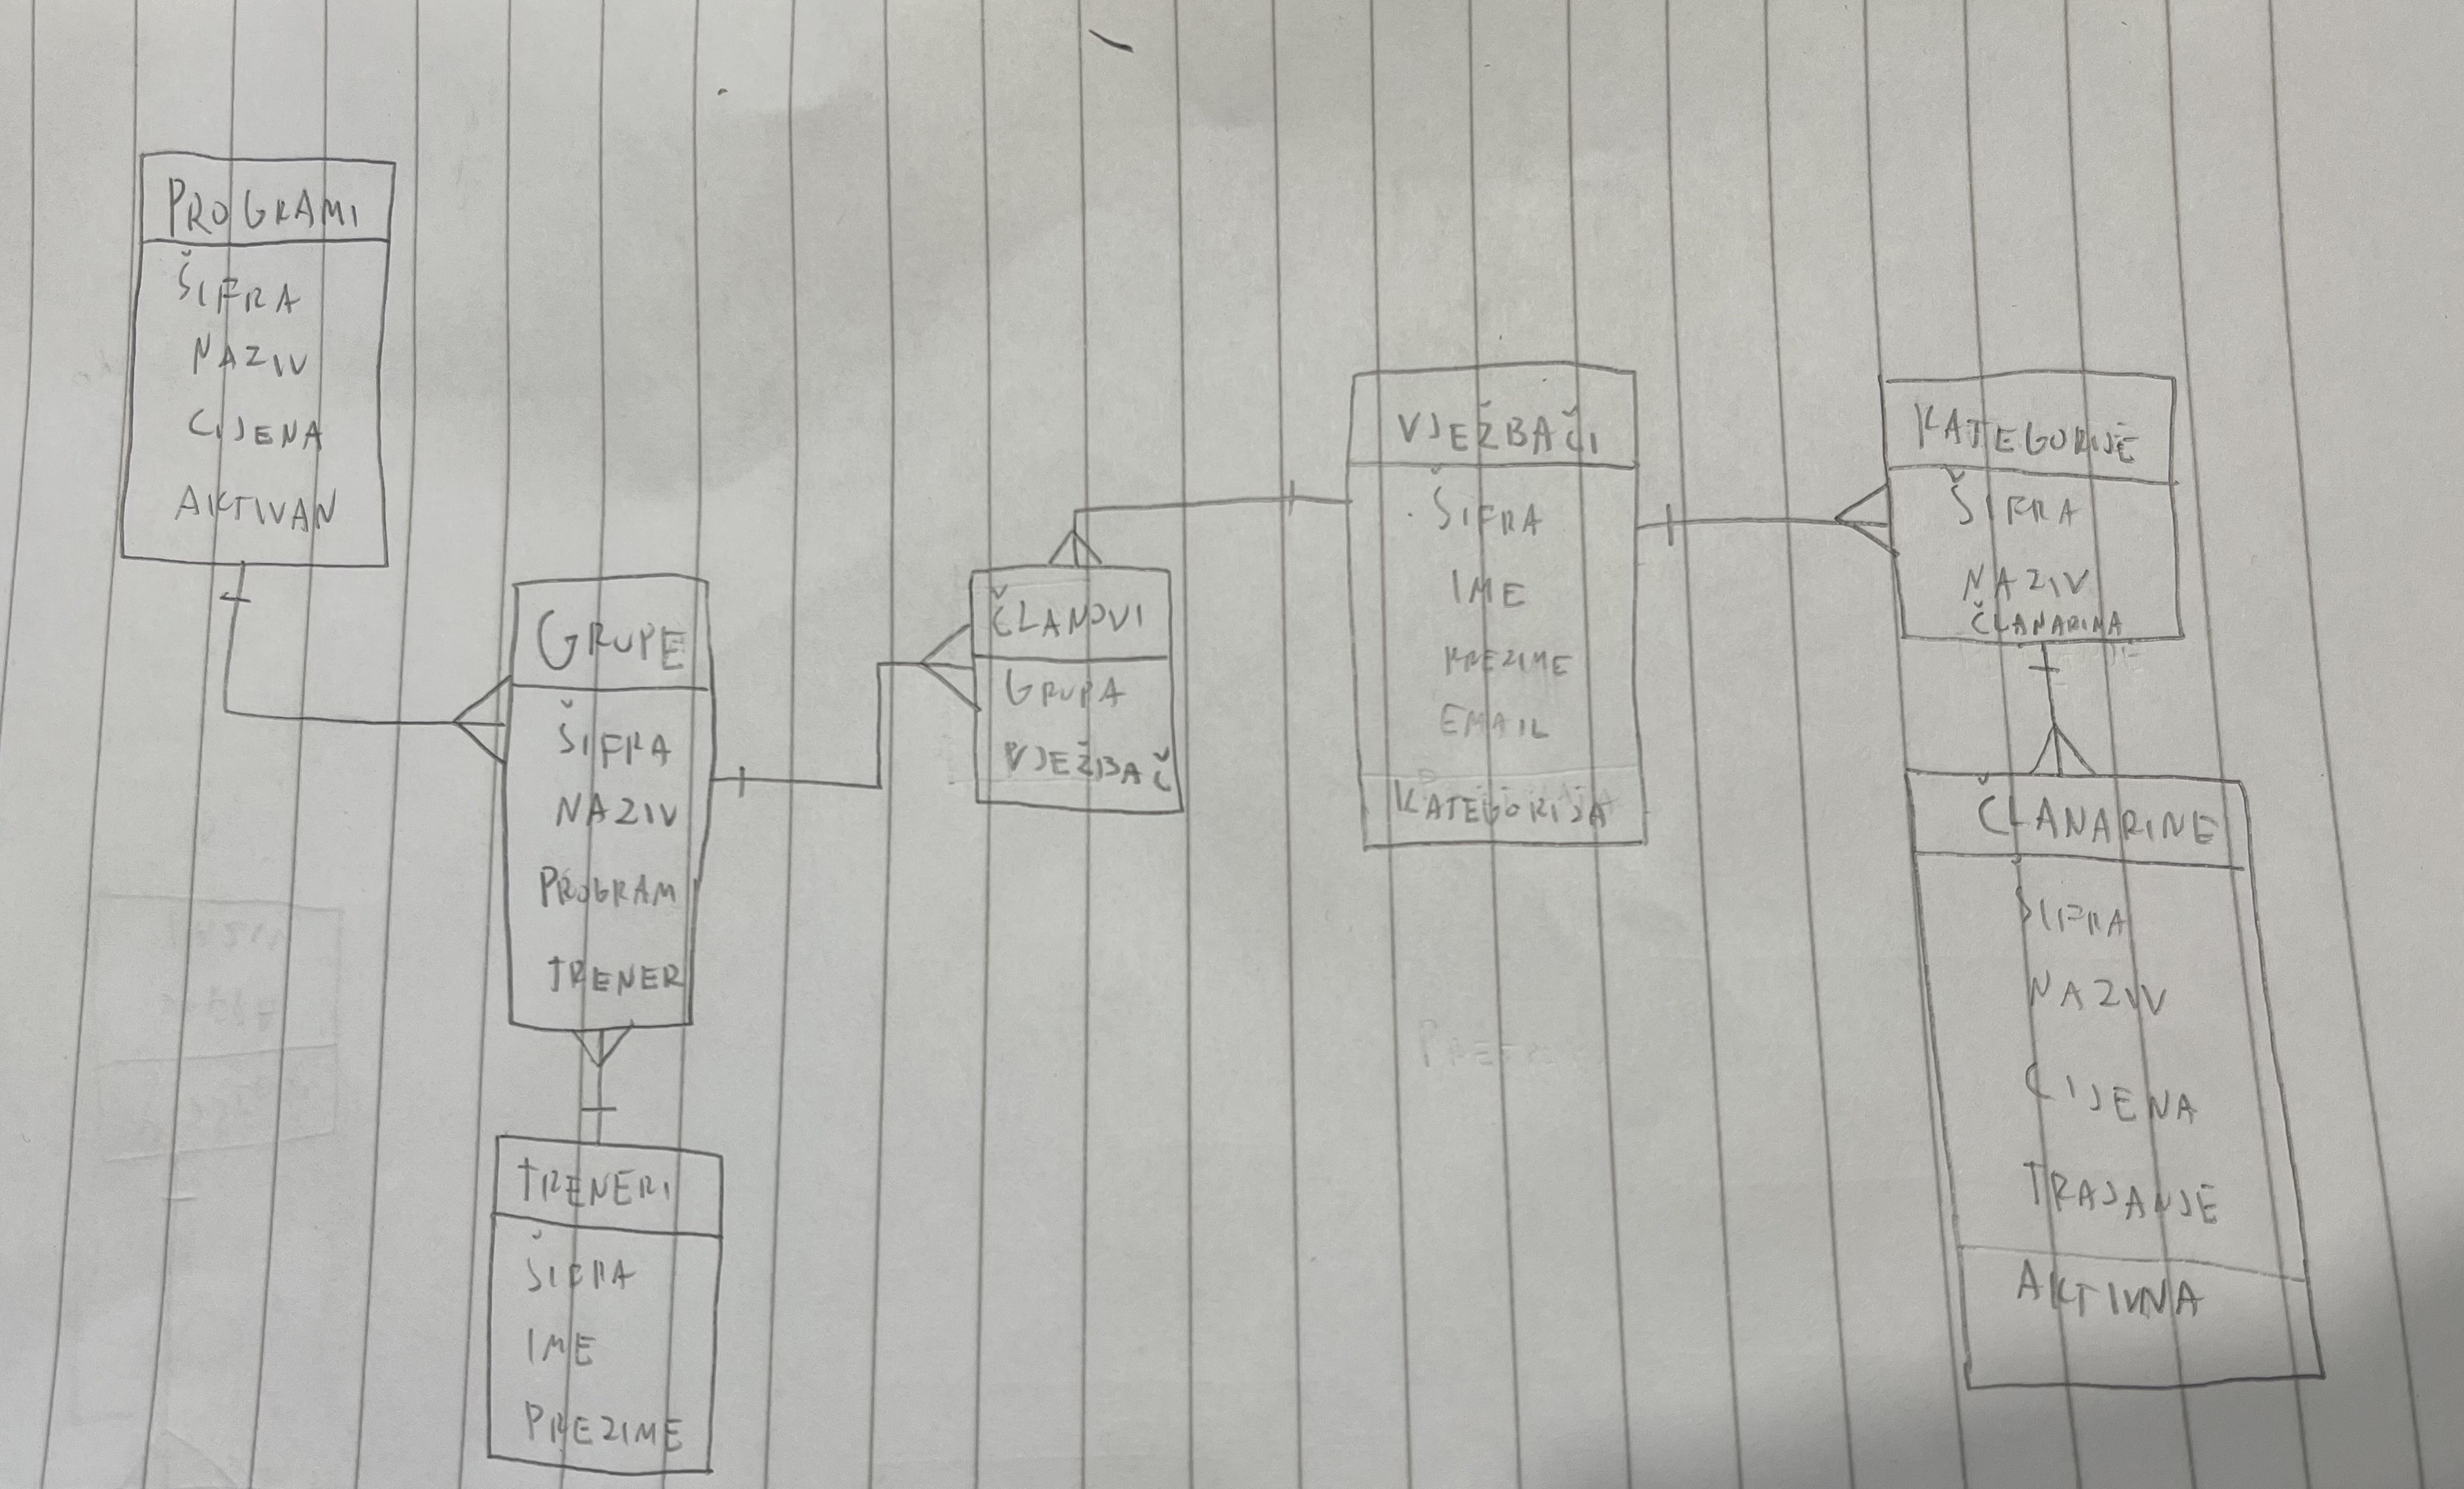 PROGRAMI
ŠIFRA
NAZIV
CIJENA
AKTIVAN
GRUPE
ŠIFRA
NAZIV
PROGRAM
TRENER
TRENERI
ŠIFRA
IME
PREZIME
ČLANOVI
GRUPA
VJEŽBAČ
VJEŽBAČI
ŠIFRA
IME
PREZIME
EMAIL
KATEGORIJA
KATEGORIJE
ŠIFRA
NAZIV
ČLANARINA
ČLANARINE
ŠIFRA
NAZIV
CIJENA
TRAJANJE
AKTIVNA